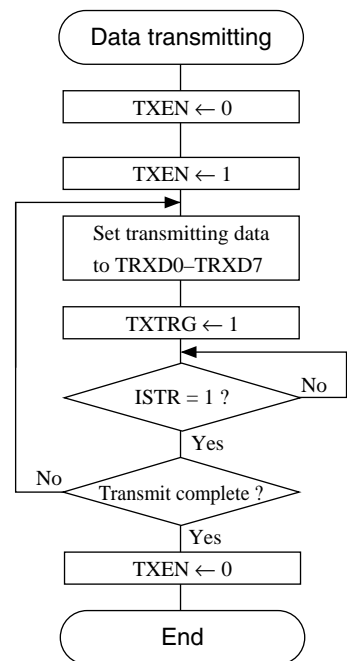 Data transmitting
TXEN ← 0
TXEN ← 1
Set transmitting data
to TRXD0–TRXD7
TXTRG ← 1
ISTR = 1 ?
No
Yes
No
Transmit complete ?
Yes
TXEN ← 0
End